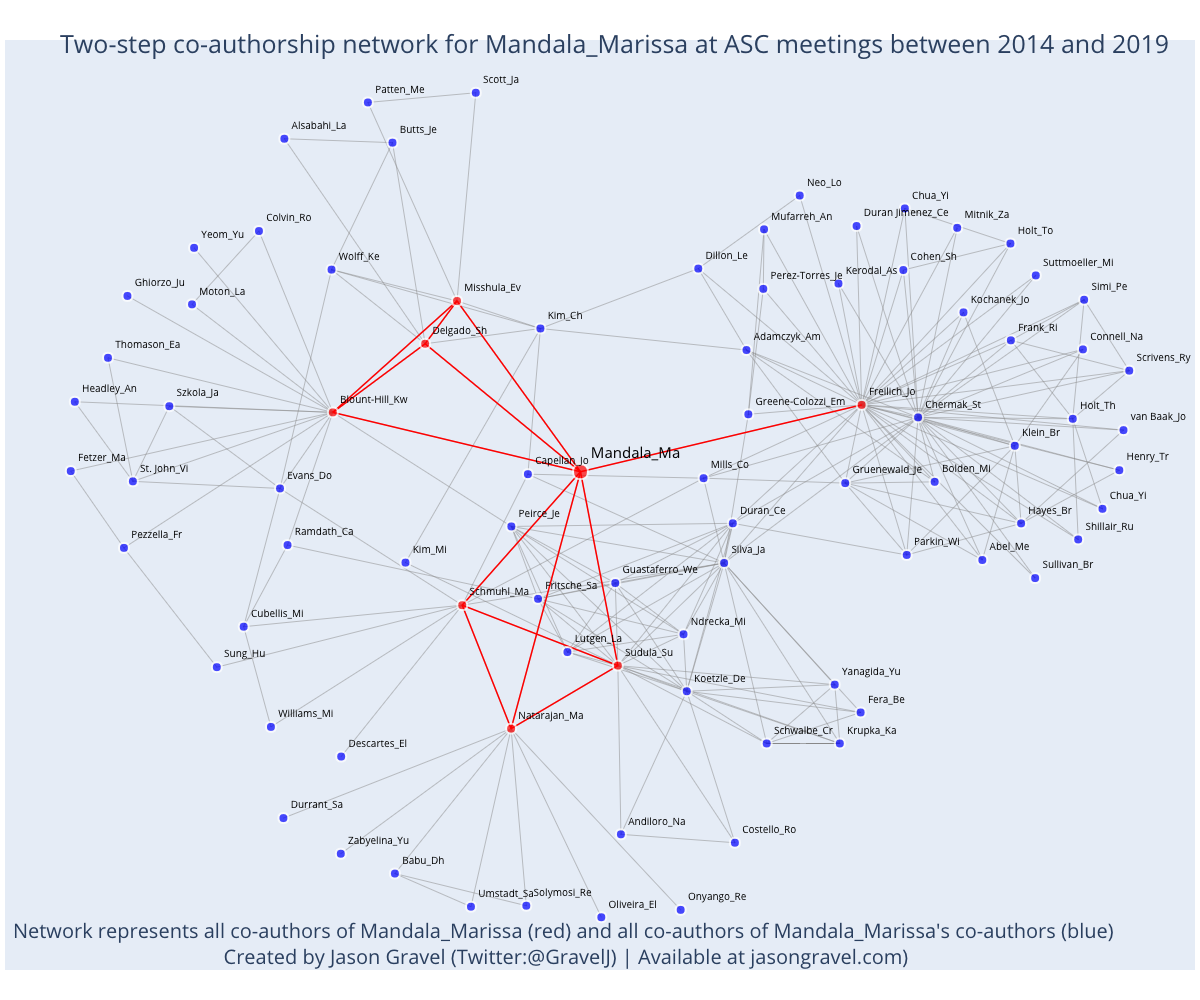 Two-step co-authorship network for Mandala_Marissa at ASC meetings between 2014 and 2019
Scott_Ja
Patten_Me
Alsabahi_La
Butts_Je
Neo_Lo
Chua_Yi
Mufarreh_An
Duran Jimenez_Ce
Mitnik_Za
Colvin_Ro
Holt_To
Yeom_Yu
Wolff_Ke
Dillon_Le
Cohen_Sh
Suttmoeller_Mi
Perez-Torres_Je
Kerodal_As
Ghiorzo_Ju
Moton_La
Misshula_Ev
Simi_Pe
Kochanek_Jo
Kim_Ch
Delgado_Sh
Frank_Ri
Adamczyk_Am
Connell_Na
Thomason_Ea
Scrivens_Ry
Headley_An
Szkola_Ja
Blount-Hill_Kw
Freilich_Jo
Greene-Colozzi_Em
Chermak_St
Holt_Th
van Baak_Jo
Klein_Br
Mandala_Ma
Fetzer_Ma
St. John_Vi
Evans_Do
Capellan_Jo
Mills_Co
Gruenewald_Je
Bolden_Mi
Henry_Tr
Chua_Yi
Peirce_Je
Duran_Ce
Hayes_Br
Shillair_Ru
Pezzella_Fr
Ramdath_Ca
Kim_Mi
Silva_Ja
Parkin_Wi
Abel_Me
Sullivan_Br
Guastaferro_We
Schmuhl_Ma
Fritsche_Sa
Cubellis_Mi
Ndrecka_Mi
Lutgen_La
Sung_Hu
Sudula_Su
Koetzle_De
Yanagida_Yu
Fera_Be
Williams_Mi
Natarajan_Ma
Schwalbe_Cr
Krupka_Ka
Descartes_El
Durrant_Sa
Andiloro_Na
Costello_Ro
Zabyelina_Yu
Babu_Dh
Umstadt_Sa
Solymosi_Re
Oliveira_El
Onyango_Re
Network represents all co-authors of Mandala_Marissa (red) and all co-authors of Mandala_Marissa's co-authors (blue)
Created by Jason Gravel (Twitter:@GravelJ) | Available at jasongravel.com)